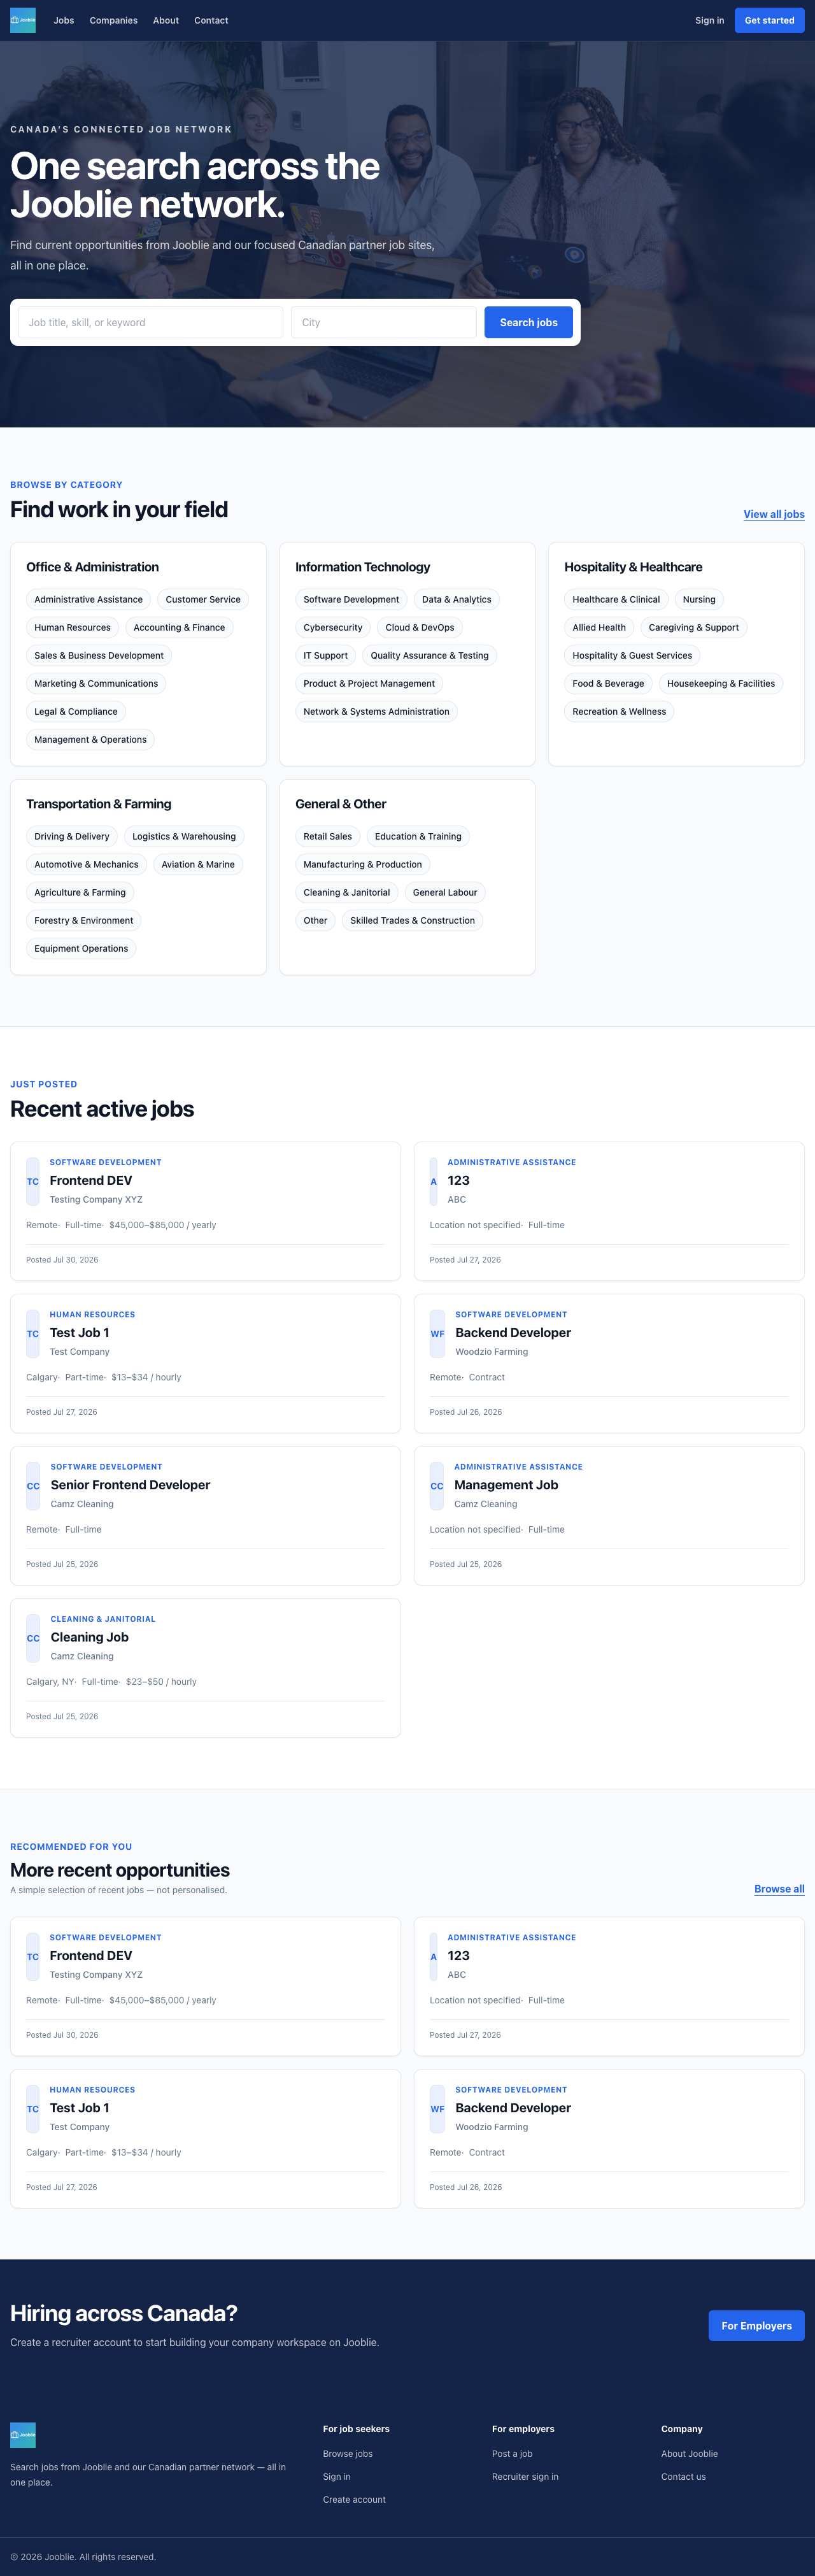 Jooblie
Jobs
Companies
About
Contact
Sign in
Get started
CANADA'S CONNECTED JOB NETWORK
One search across the
Jooblie network.
Find current opportunities from Jooblie and our focused Canadian partner job sites,
all in one place.
Job title, skill, or keyword
City
Search jobs
BROWSE BY CATEGORY
Find work in your field
View all jobs
Office & Administration
Administrative Assistance
Customer Service
Human Resources
Accounting & Finance
Sales & Business Development
Marketing & Communications
Legal & Compliance
Management & Operations
Information Technology
Software Development
Data & Analytics
Cybersecurity
Cloud & DevOps
IT Support
Quality Assurance & Testing
Product & Project Management
Network & Systems Administration
Hospitality & Healthcare
Healthcare & Clinical
Nursing
Allied Health
Caregiving & Support
Hospitality & Guest Services
Food & Beverage
Housekeeping & Facilities
Recreation & Wellness
Transportation & Farming
Driving & Delivery
Logistics & Warehousing
Automotive & Mechanics
Aviation & Marine
Agriculture & Farming
Forestry & Environment
Equipment Operations
General & Other
Retail Sales
Education & Training
Manufacturing & Production
Cleaning & Janitorial
General Labour
Other
Skilled Trades & Construction
JUST POSTED
Recent active jobs
TC
SOFTWARE DEVELOPMENT
Frontend DEV
Testing Company XYZ
Remote· Full-time· $45,000–$85,000 / yearly
Posted Jul 30, 2026
A
ADMINISTRATIVE ASSISTANCE
123
ABC
Location not specified· Full-time
Posted Jul 27, 2026
TC
HUMAN RESOURCES
Test Job 1
Test Company
Calgary· Part-time· $13–$34 / hourly
Posted Jul 27, 2026
WF
SOFTWARE DEVELOPMENT
Backend Developer
Woodzio Farming
Remote· Contract
Posted Jul 26, 2026
CC
SOFTWARE DEVELOPMENT
Senior Frontend Developer
Camz Cleaning
Remote· Full-time
Posted Jul 25, 2026
CC
ADMINISTRATIVE ASSISTANCE
Management Job
Camz Cleaning
Location not specified· Full-time
Posted Jul 25, 2026
CC
CLEANING & JANITORIAL
Cleaning Job
Camz Cleaning
Calgary, NY· Full-time· $23–$50 / hourly
Posted Jul 25, 2026
RECOMMENDED FOR YOU
More recent opportunities
A simple selection of recent jobs — not personalised.
Browse all
TC
SOFTWARE DEVELOPMENT
Frontend DEV
Testing Company XYZ
Remote· Full-time· $45,000–$85,000 / yearly
Posted Jul 30, 2026
A
ADMINISTRATIVE ASSISTANCE
123
ABC
Location not specified· Full-time
Posted Jul 27, 2026
TC
HUMAN RESOURCES
Test Job 1
Test Company
Calgary· Part-time· $13–$34 / hourly
Posted Jul 27, 2026
WF
SOFTWARE DEVELOPMENT
Backend Developer
Woodzio Farming
Remote· Contract
Posted Jul 26, 2026
Hiring across Canada?
Create a recruiter account to start building your company workspace on Jooblie.
For Employers
Jooblie
Search jobs from Jooblie and our Canadian partner network — all in
one place.
For job seekers
Browse jobs
Sign in
Create account
For employers
Post a job
Recruiter sign in
Company
About Jooblie
Contact us
© 2026 Jooblie. All rights reserved.